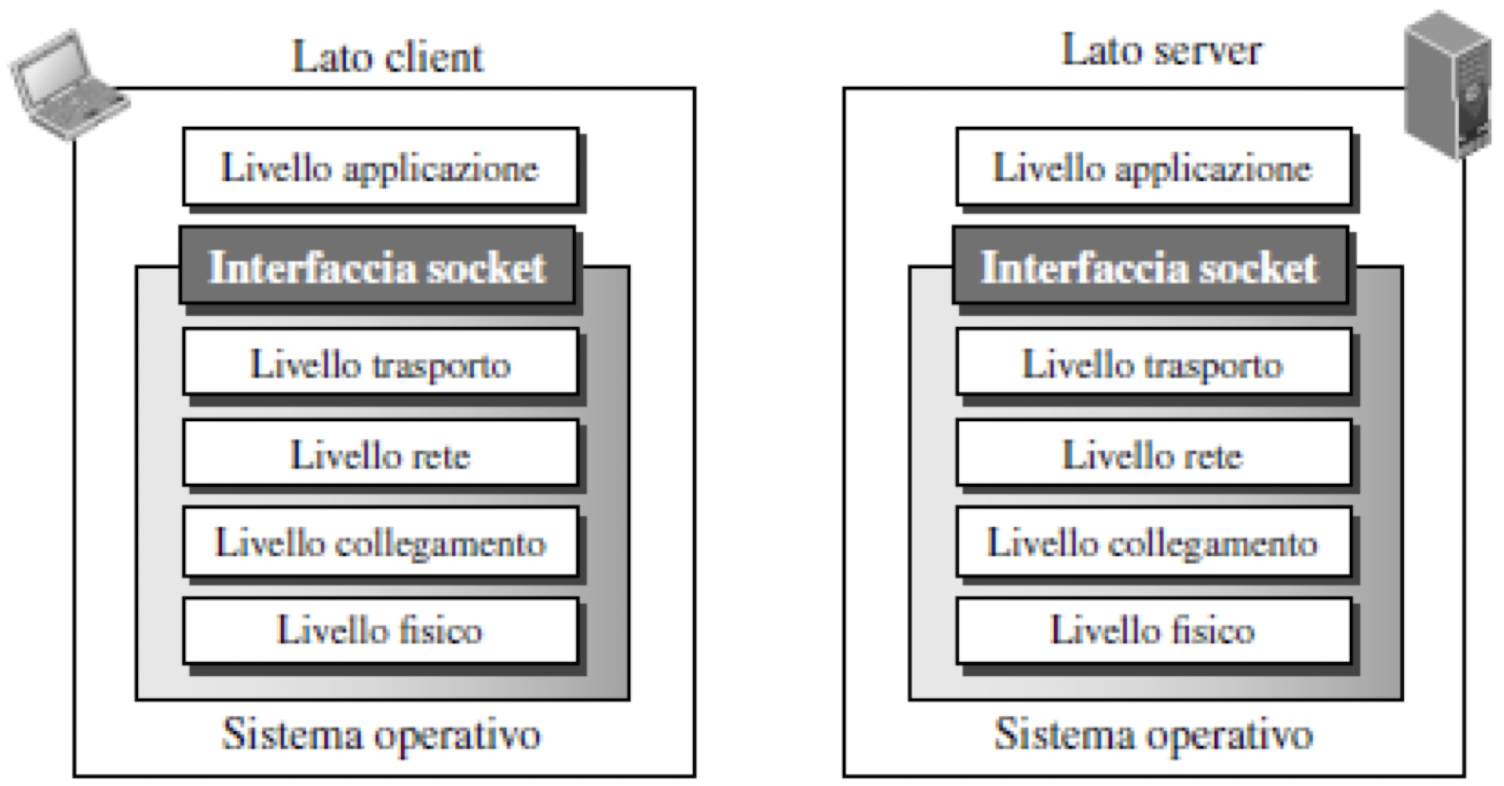 Lato client
Livello applicazione
Interfaccia socket
Livello trasporto
Livello rete
Livello collegamento
Livello fisico
Sistema operativo
Lato server
Livello applicazione
Interfaccia socket
Livello trasporto
Livello rete
Livello collegamento
Livello fisico
Sistema operativo